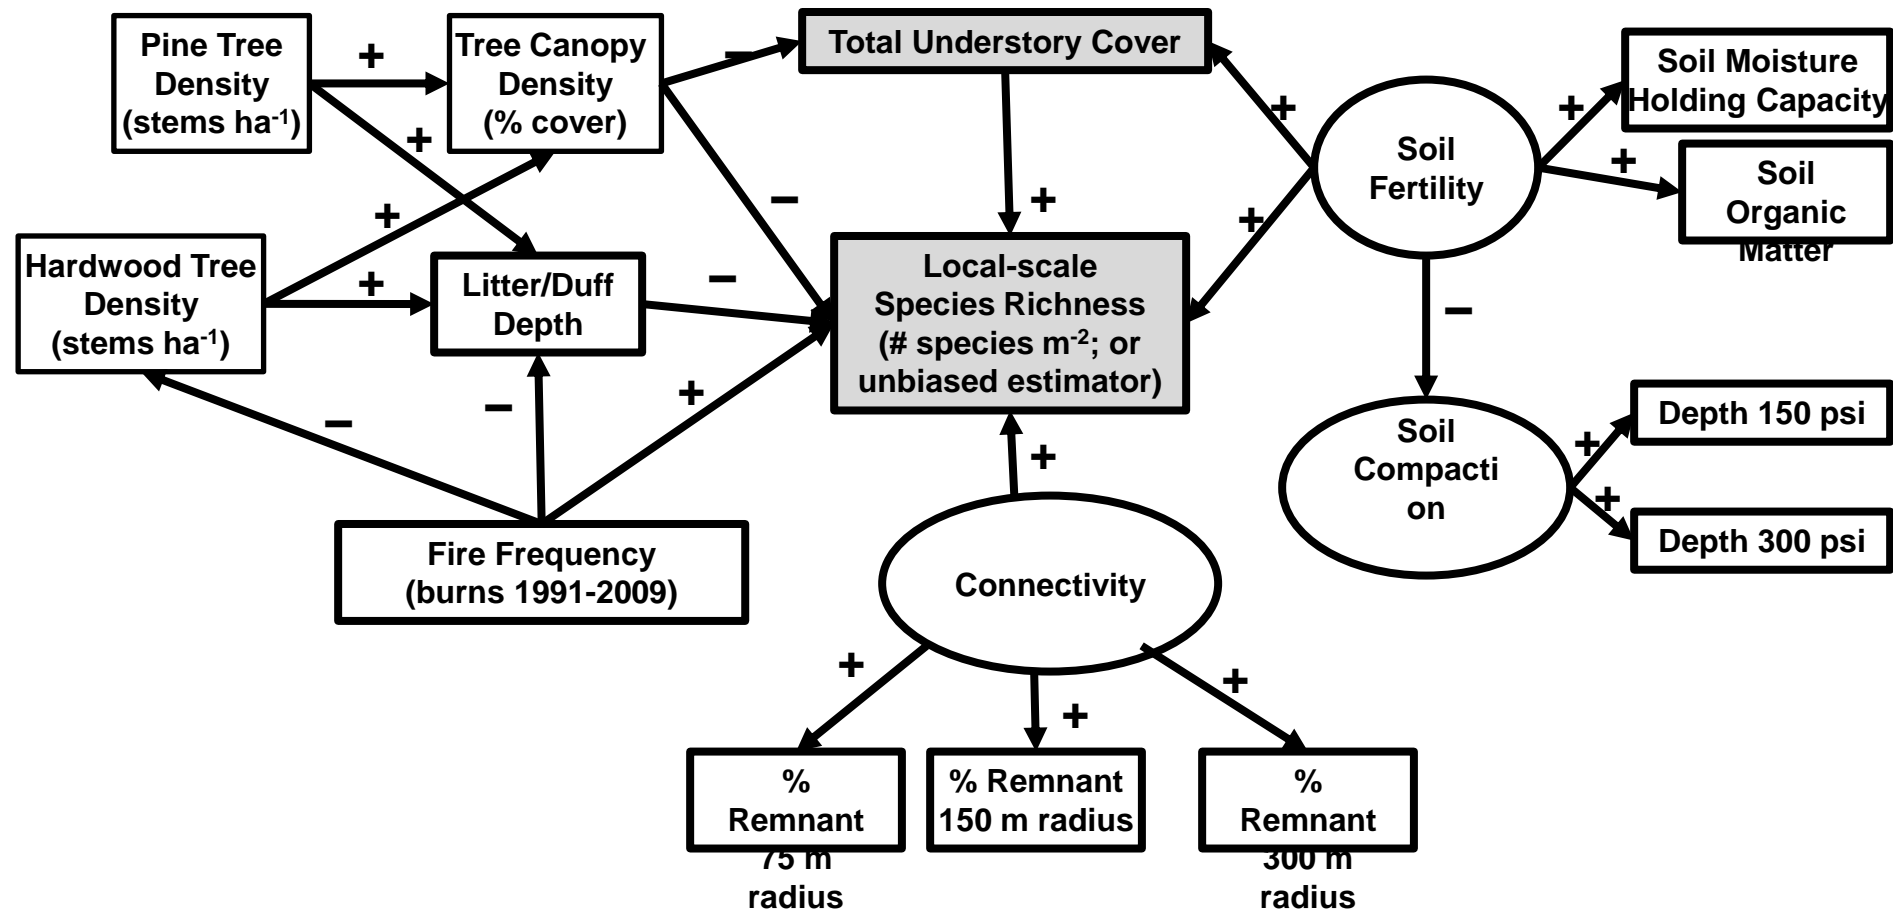 Pine Tree
Density
(stems ha⁻¹)
+
Tree Canopy
Density
(% cover)
−
Total Understory Cover
+
Soil Moisture
Holding Capacity
+
Soil
Fertility
+
Soil
Organic
Matter
+
+
−
+
+
Hardwood Tree
Density
(stems ha⁻¹)
+
Litter/Duff
Depth
−
Local-scale
Species Richness
(# species m⁻²; or
unbiased estimator)
+
−
−
−
+
+
Soil
Compacti
on
+
Depth 150 psi
+
Depth 300 psi
Fire Frequency
(burns 1991-2009)
Connectivity
+
+
+
%
Remnant
75 m
radius
% Remnant
150 m radius
%
Remnant
300 m
radius